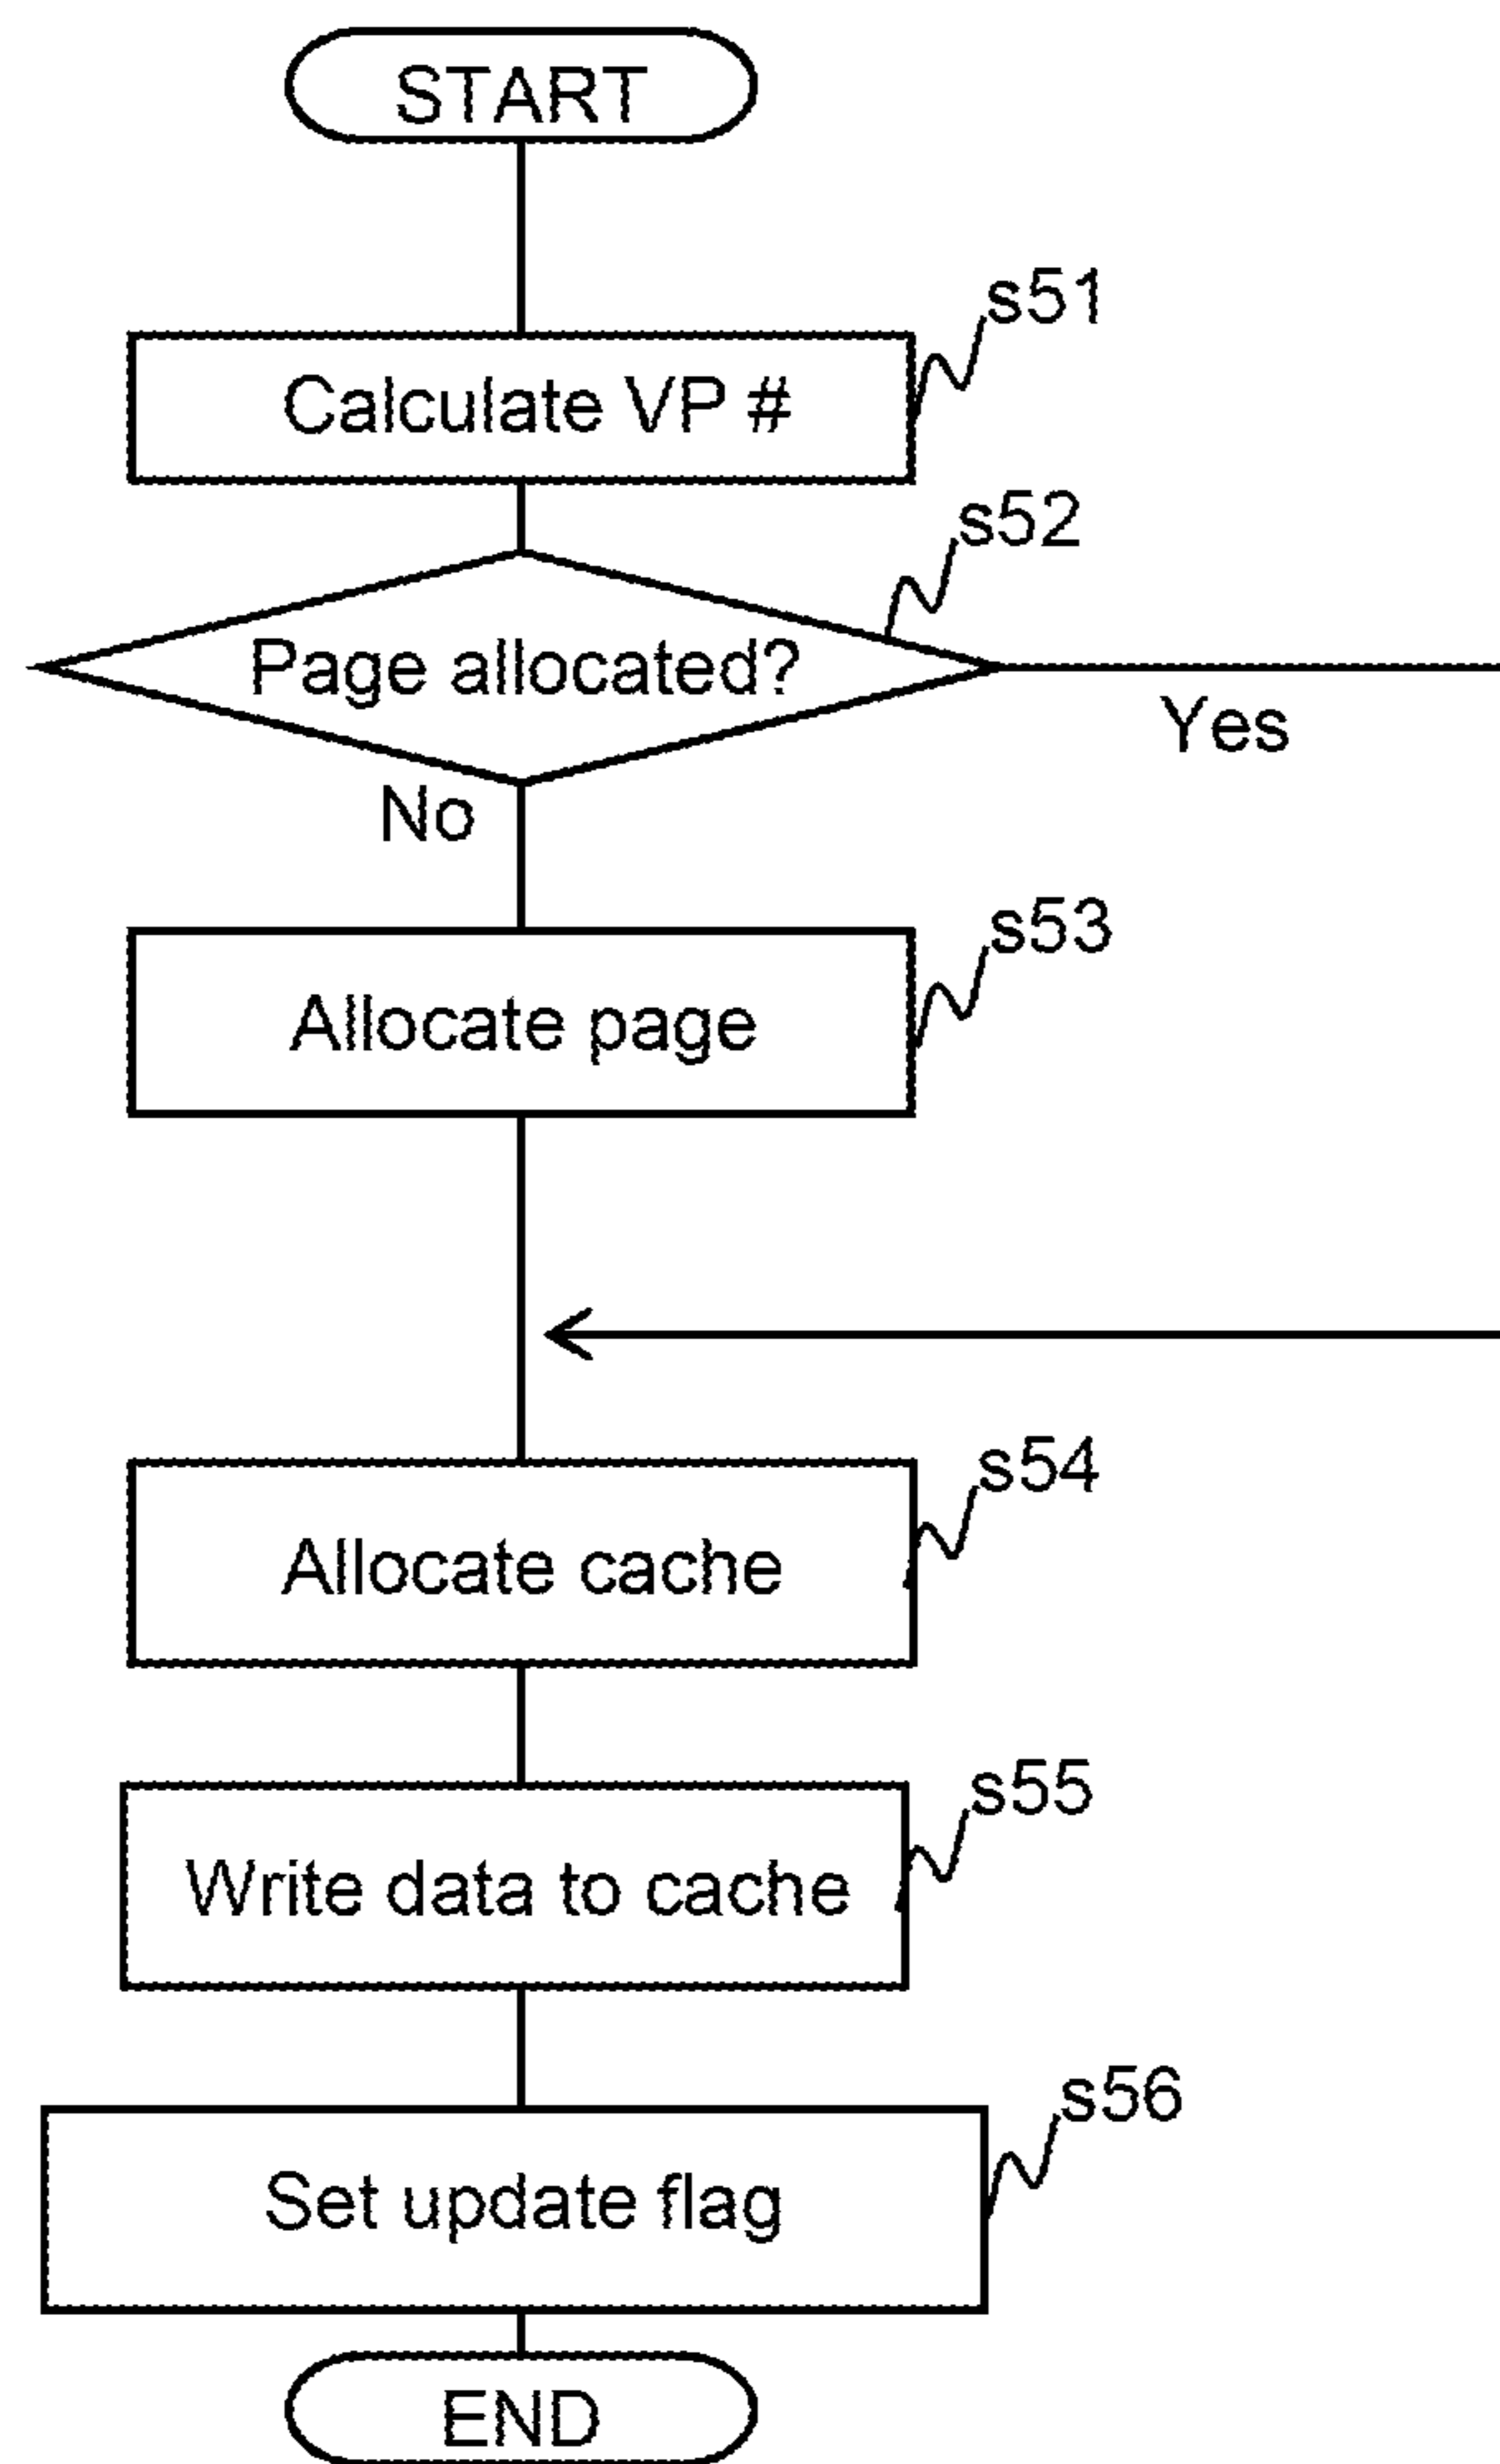 START
s51
Calculate VP #
s52
Page allocated?
Yes
No
s53
Allocate page
s54
Allocate cache
s55
Write data to cache
s56
Set update flag
END